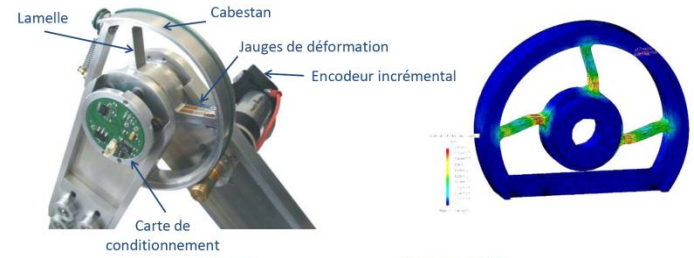 Lamelle
Cabestan
Jauges de déformation
Encodeur incrémental
Carte de
conditionnement